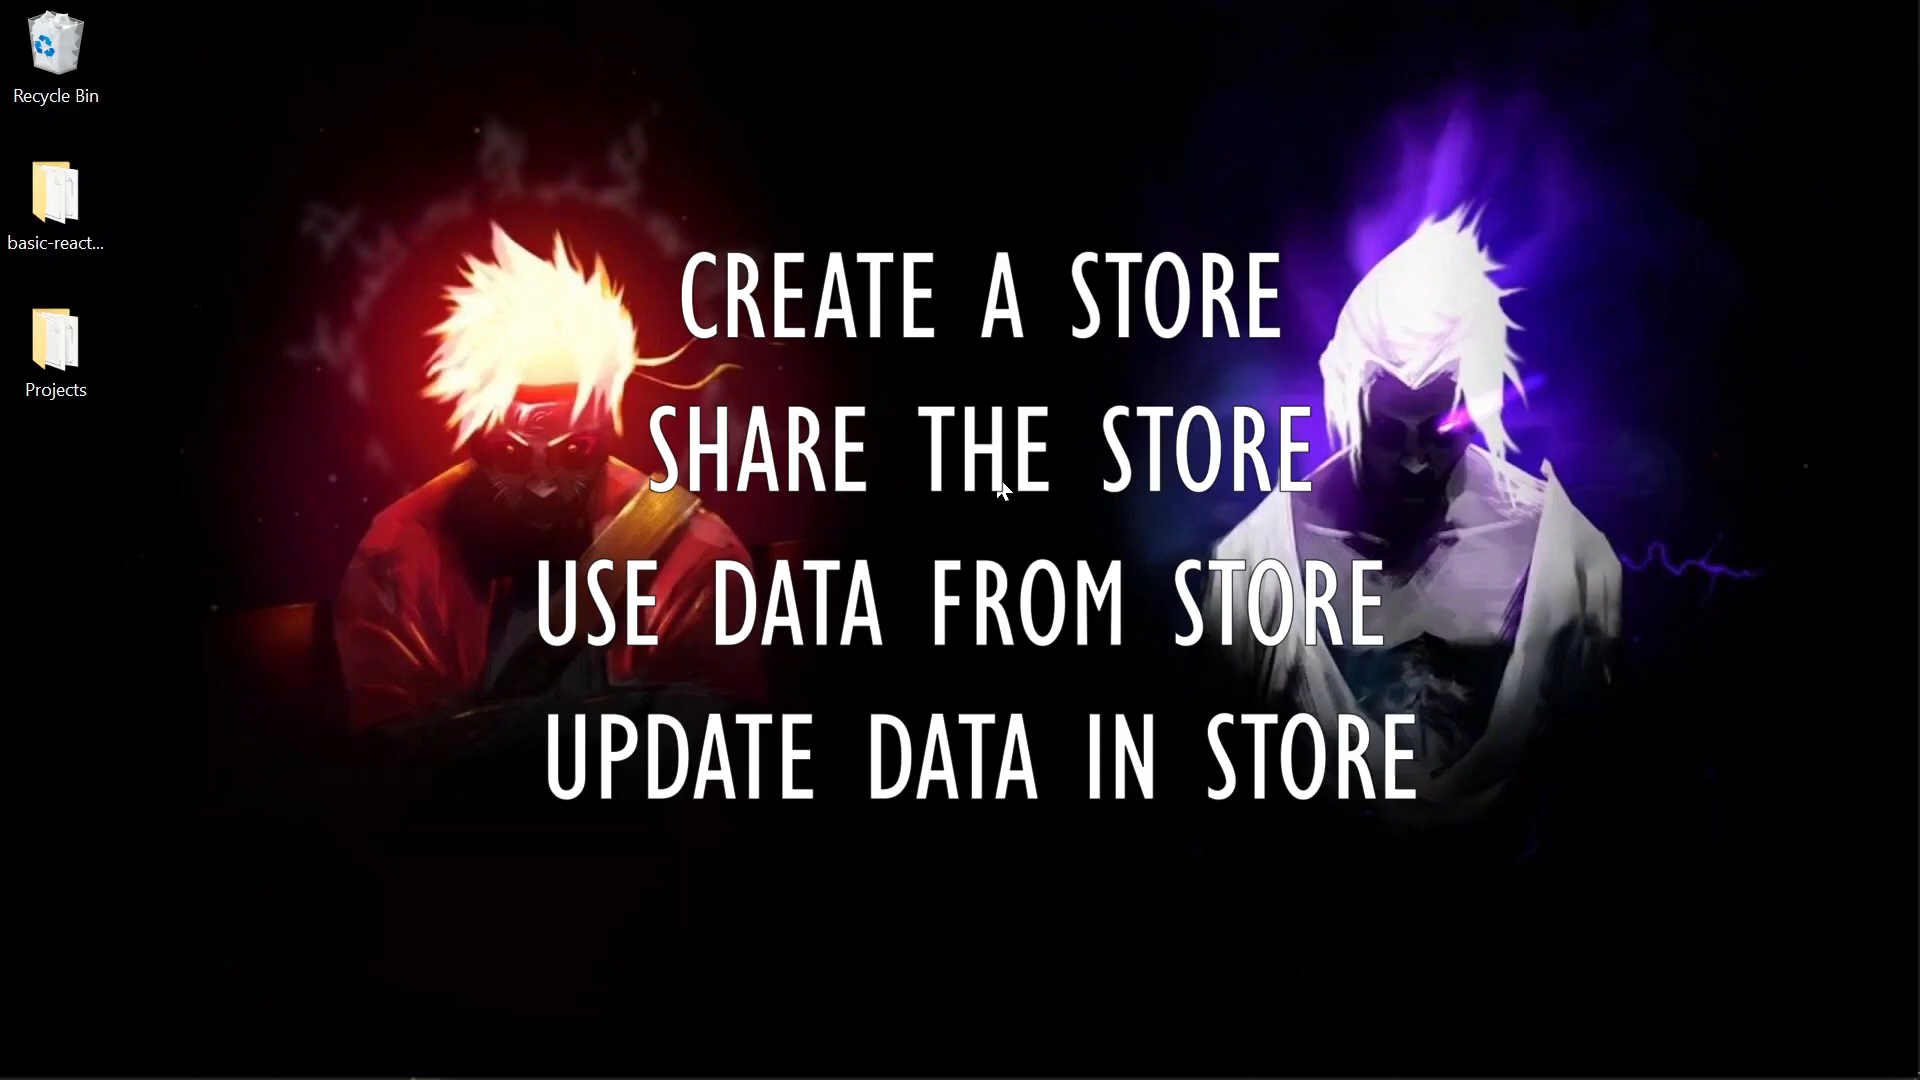 Recycle Bin
basic-react...
Projects
CREATE A STORE
SHARE THE STORE
USE DATA FROM STORE
UPDATE DATA IN STORE